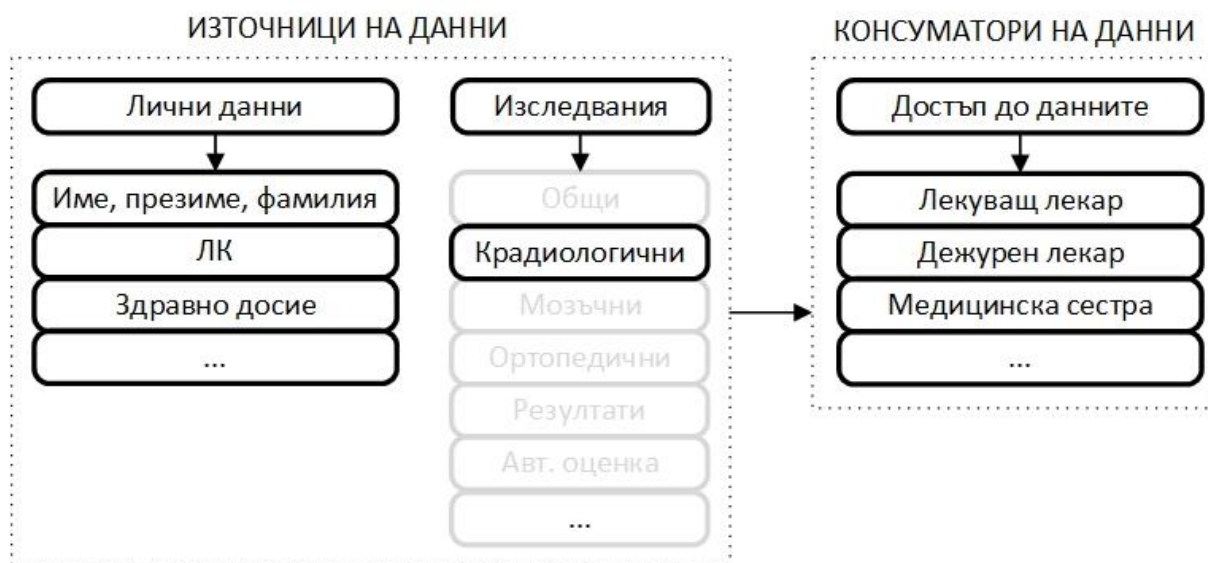 ИЗТОЧНИЦИ НА ДАННИ
Лични данни
Име, презиме, фамилия
ЛК
Здравно досие
...
Изследвания
Общи
Крадиологични
Мозъчни
Ортопедични
Резултати
Авт. оценка
...
КОНСУМАТОРИ НА ДАННИ
Достъп до данните
Лекуващ лекар
Дежурен лекар
Медицинска сестра
...